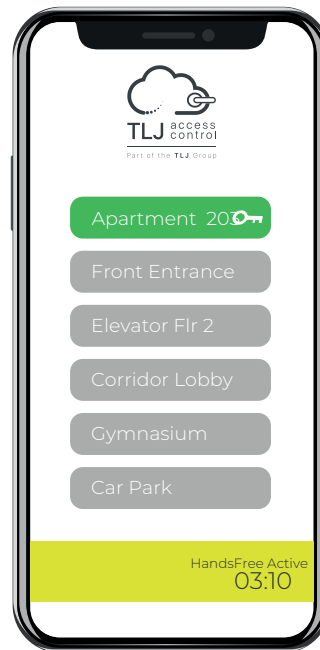 TLJ access
control
Part of the TLJ Group
Apartment 203
Front Entrance
Elevator Flr 2
Corridor Lobby
Gymnasium
Car Park
HandsFree Active
03:10